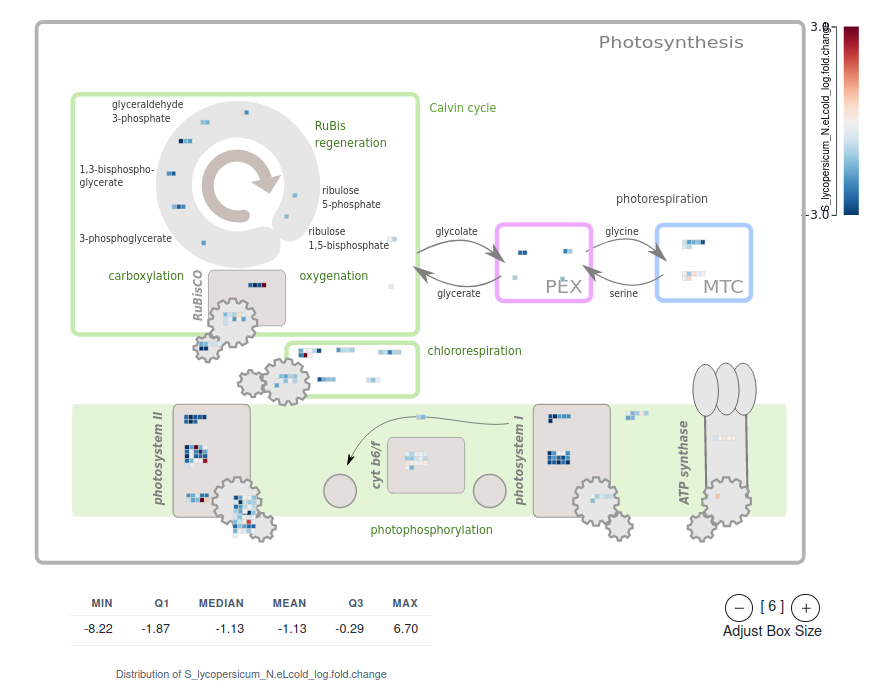 Photosynthesis
3.0
S_lycopersicum_N.eLcold_log.fold.change
-3.0
glyceraldehyde
3-phosphate
RuBis
regeneration
Calvin cycle
1,3-bisphospho-
glycerate
ribulose
5-phosphate
3-phosphoglycerate
ribulose
1,5-bisphosphate
carboxylation
oxygenation
RuBisCO
photorespiration
glycolate
glycerate
glycine
serine
PEX
MTC
chlororespiration
photosystem II
cyt b6/f
photosystem I
ATP synthase
photophosphorylation
MIN Q1 MEDIAN MEAN Q3 MAX
-8.22 -1.87 -1.13 -1.13 -0.29 6.70
Distribution of S_lycopersicum_N.eLcold_log.fold.change
− [ 6 ] +
Adjust Box Size